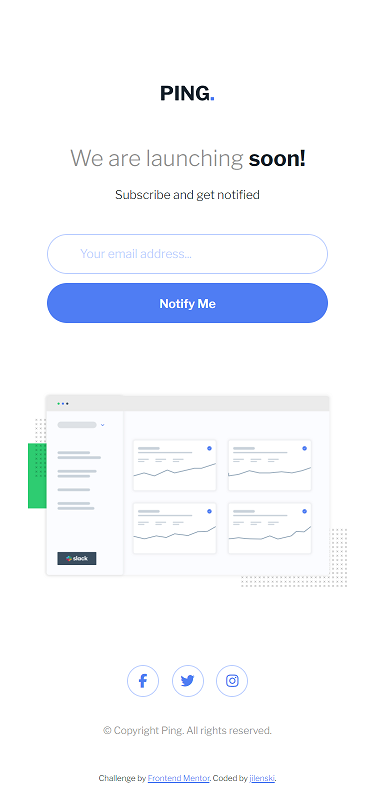 PING.
We are launching soon!
Subscribe and get notified
Your email address...
Notify Me
slack
© Copyright Ping. All rights reserved.
Challenge by Frontend Mentor. Coded by jilenski.